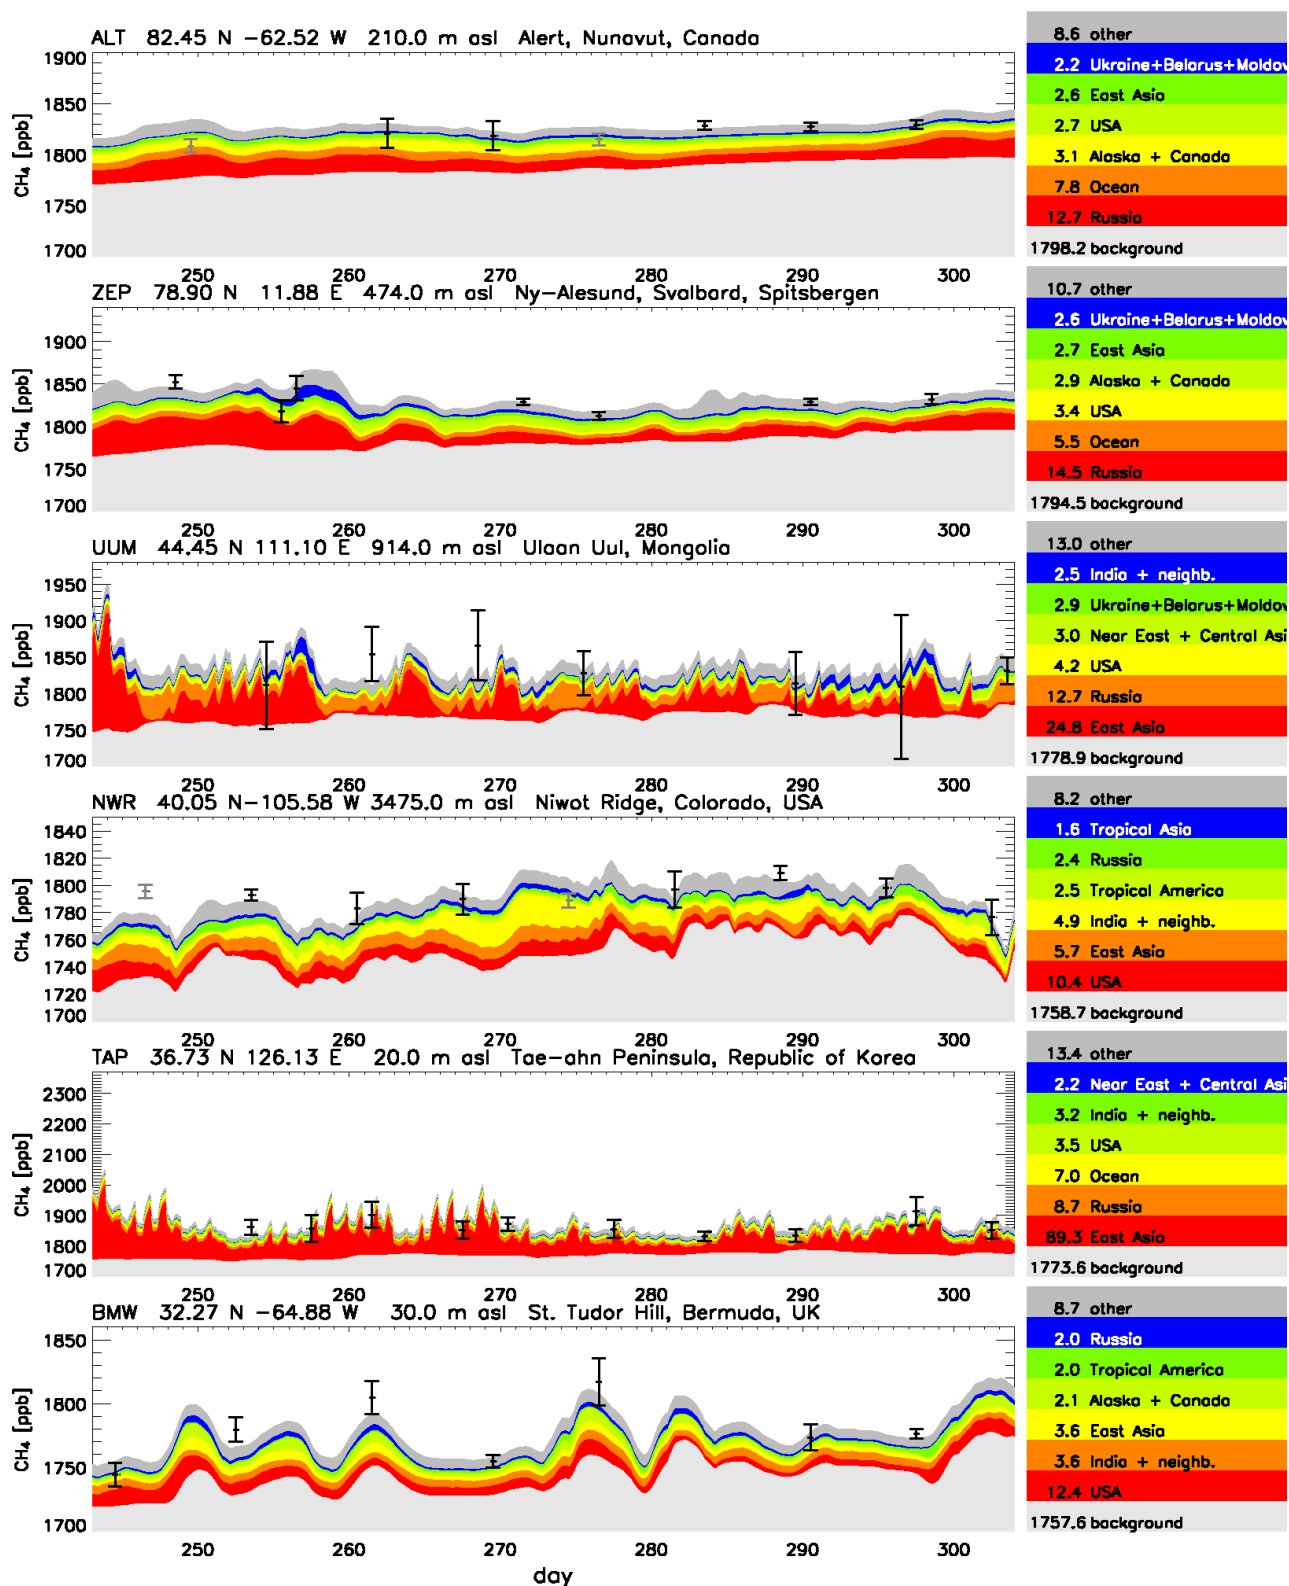 ALT 82.45 N -62.52 W 210.0 m asl Alert, Nunavut, Canada
CH₄ [ppb]
1900
1850
1800
1750
1700
250 260 270 280 290 300
8.6 other
2.2 Ukraine+Belarus+Moldov
2.6 East Asia
2.7 USA
3.1 Alaska + Canada
7.8 Ocean
12.7 Russia
1798.2 background
ZEP 78.90 N 11.88 E 474.0 m asl Ny-Alesund, Svalbard, Spitsbergen
CH₄ [ppb]
1900
1850
1800
1750
1700
250 260 270 280 290 300
10.7 other
2.6 Ukraine+Belarus+Moldov
2.7 East Asia
2.9 Alaska + Canada
3.4 USA
5.5 Ocean
14.5 Russia
1794.5 background
UUM 44.45 N 111.10 E 914.0 m asl Ulaan Uul, Mongolia
CH₄ [ppb]
1950
1900
1850
1800
1750
1700
250 260 270 280 290 300
13.0 other
2.5 India + neighb.
2.9 Ukraine+Belarus+Moldov
3.0 Near East + Central Asi
4.2 USA
12.7 Russia
24.8 East Asia
1778.9 background
NWR 40.05 N-105.58 W 3475.0 m asl Niwot Ridge, Colorado, USA
CH₄ [ppb]
1840
1820
1800
1780
1760
1740
1720
1700
250 260 270 280 290 300
8.2 other
1.6 Tropical Asia
2.4 Russia
2.5 Tropical America
4.9 India + neighb.
5.7 East Asia
10.4 USA
1758.7 background
TAP 36.73 N 126.13 E 20.0 m asl Tae-ahn Peninsula, Republic of Korea
CH₄ [ppb]
2300
2200
2100
2000
1900
1800
1700
250 260 270 280 290 300
13.4 other
2.2 Near East + Central Asi
3.2 India + neighb.
3.5 USA
7.0 Ocean
8.7 Russia
89.3 East Asia
1773.6 background
BMW 32.27 N -64.88 W 30.0 m asl St. Tudor Hill, Bermuda, UK
CH₄ [ppb]
1850
1800
1750
1700
250 260 270 280 290 300
day
8.7 other
2.0 Russia
2.0 Tropical America
2.1 Alaska + Canada
3.6 East Asia
3.6 India + neighb.
12.4 USA
1757.6 background